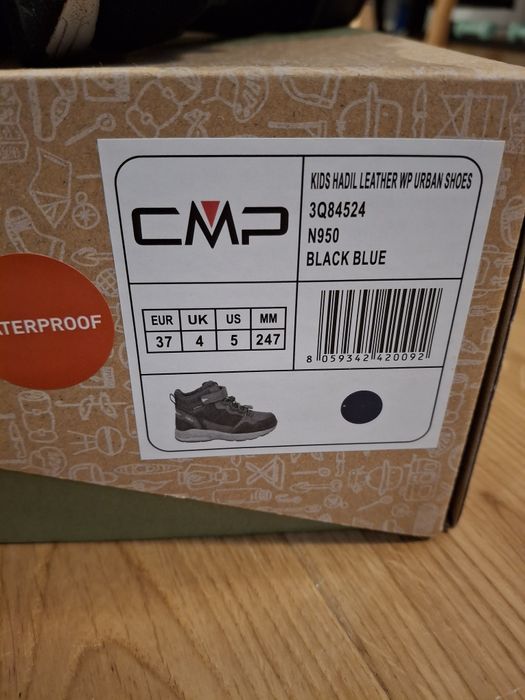 CMP
KIDS HADIL LEATHER WP URBAN SHOES
3Q84524
N950
BLACK BLUE
EUR UK US MM
37 4 5 247
8 059342 420092
ATERPROOF